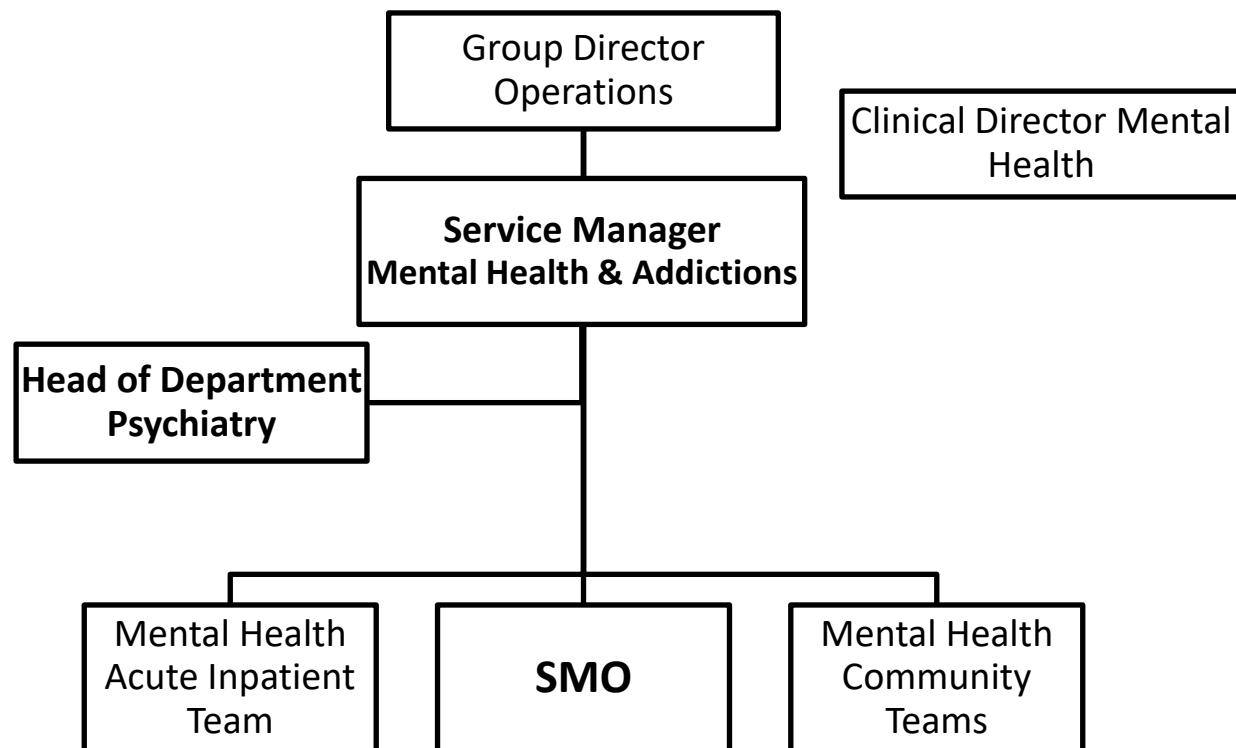 Group Director
Operations
Clinical Director Mental
Health
Service Manager
Mental Health & Addictions
Head of Department
Psychiatry
Mental Health
Acute Inpatient
Team
SMO
Mental Health
Community
Teams